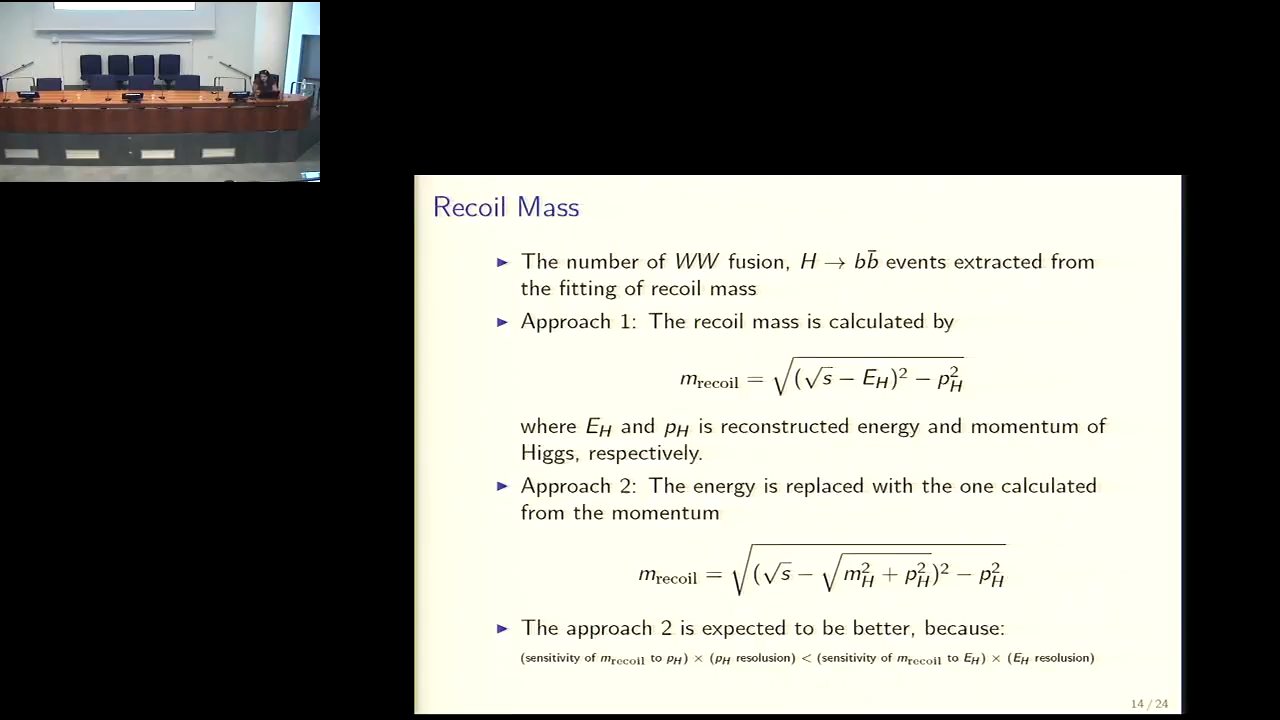 Recoil Mass
▶ The number of WW fusion, H → bb̄ events extracted from
the fitting of recoil mass
▶ Approach 1: The recoil mass is calculated by
m_recoil = √((√s − E_H)² − p_H²)
where E_H and p_H is reconstructed energy and momentum of
Higgs, respectively.
▶ Approach 2: The energy is replaced with the one calculated
from the momentum
m_recoil = √((√s − √(m_H² + p_H²))² − p_H²)
▶ The approach 2 is expected to be better, because:
(sensitivity of m_recoil to p_H) × (p_H resolusion) < (sensitivity of m_recoil to E_H) × (E_H resolusion)
14 / 24